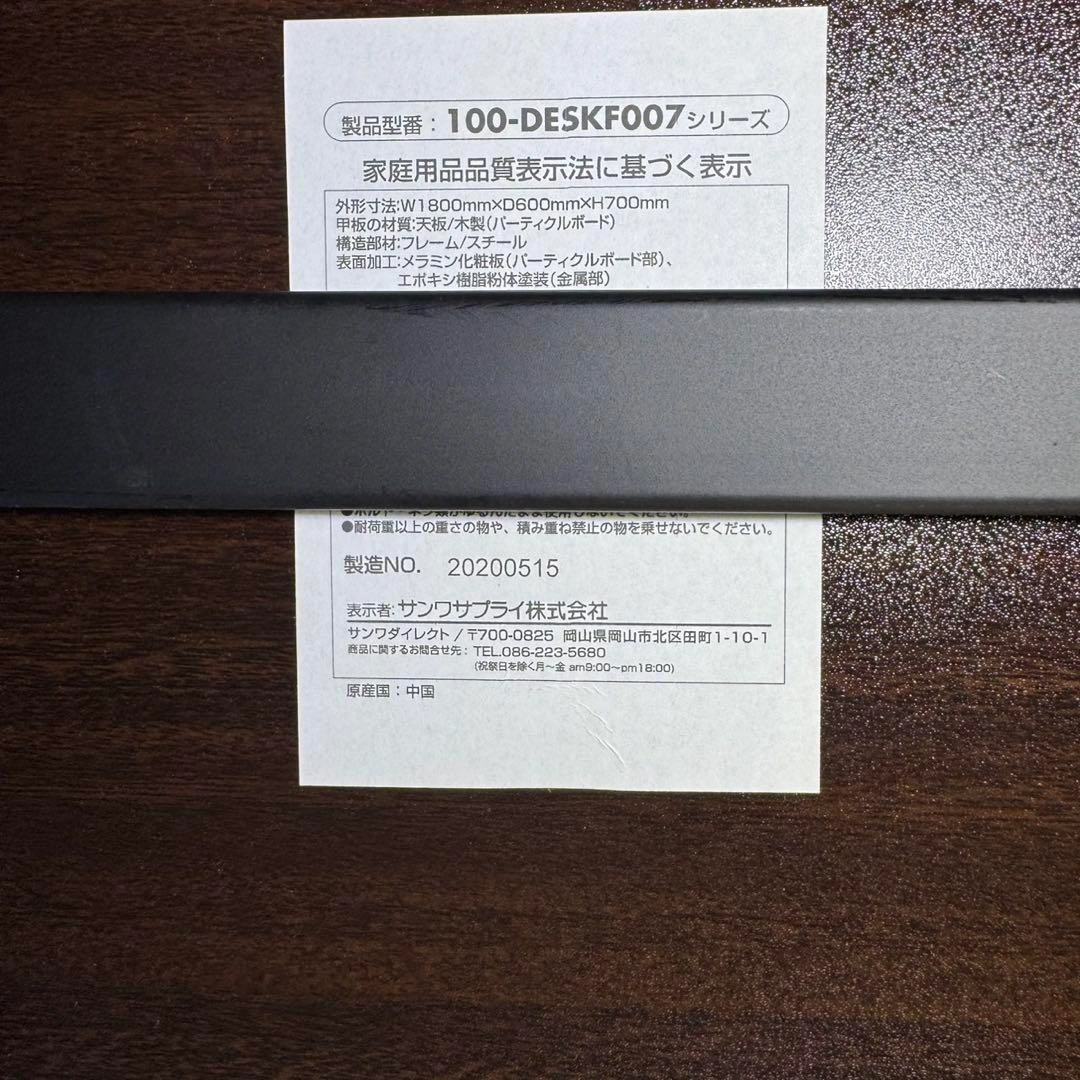 製品型番：100-DESKF007シリーズ
家庭用品品質表示法に基づく表示
外形寸法:W1800mm×D600mm×H700mm
甲板の材質:天板/木製(パーティクルボード)
構造部材:フレーム/スチール
表面加工:メラミン化粧板(パーティクルボード部)、
エポキシ樹脂粉体塗装(金属部)
●耐荷重以上の重さの物や、積み重ね禁止の物を乗せないでください。
製造NO. 20200515
表示者:サンワサプライ株式会社
サンワダイレクト/〒700-0825 岡山県岡山市北区田町1-10-1
商品に関するお問合せ先：TEL.086-223-5680
(祝祭日を除く月～金 am9:00～pm18:00)
原産国：中国